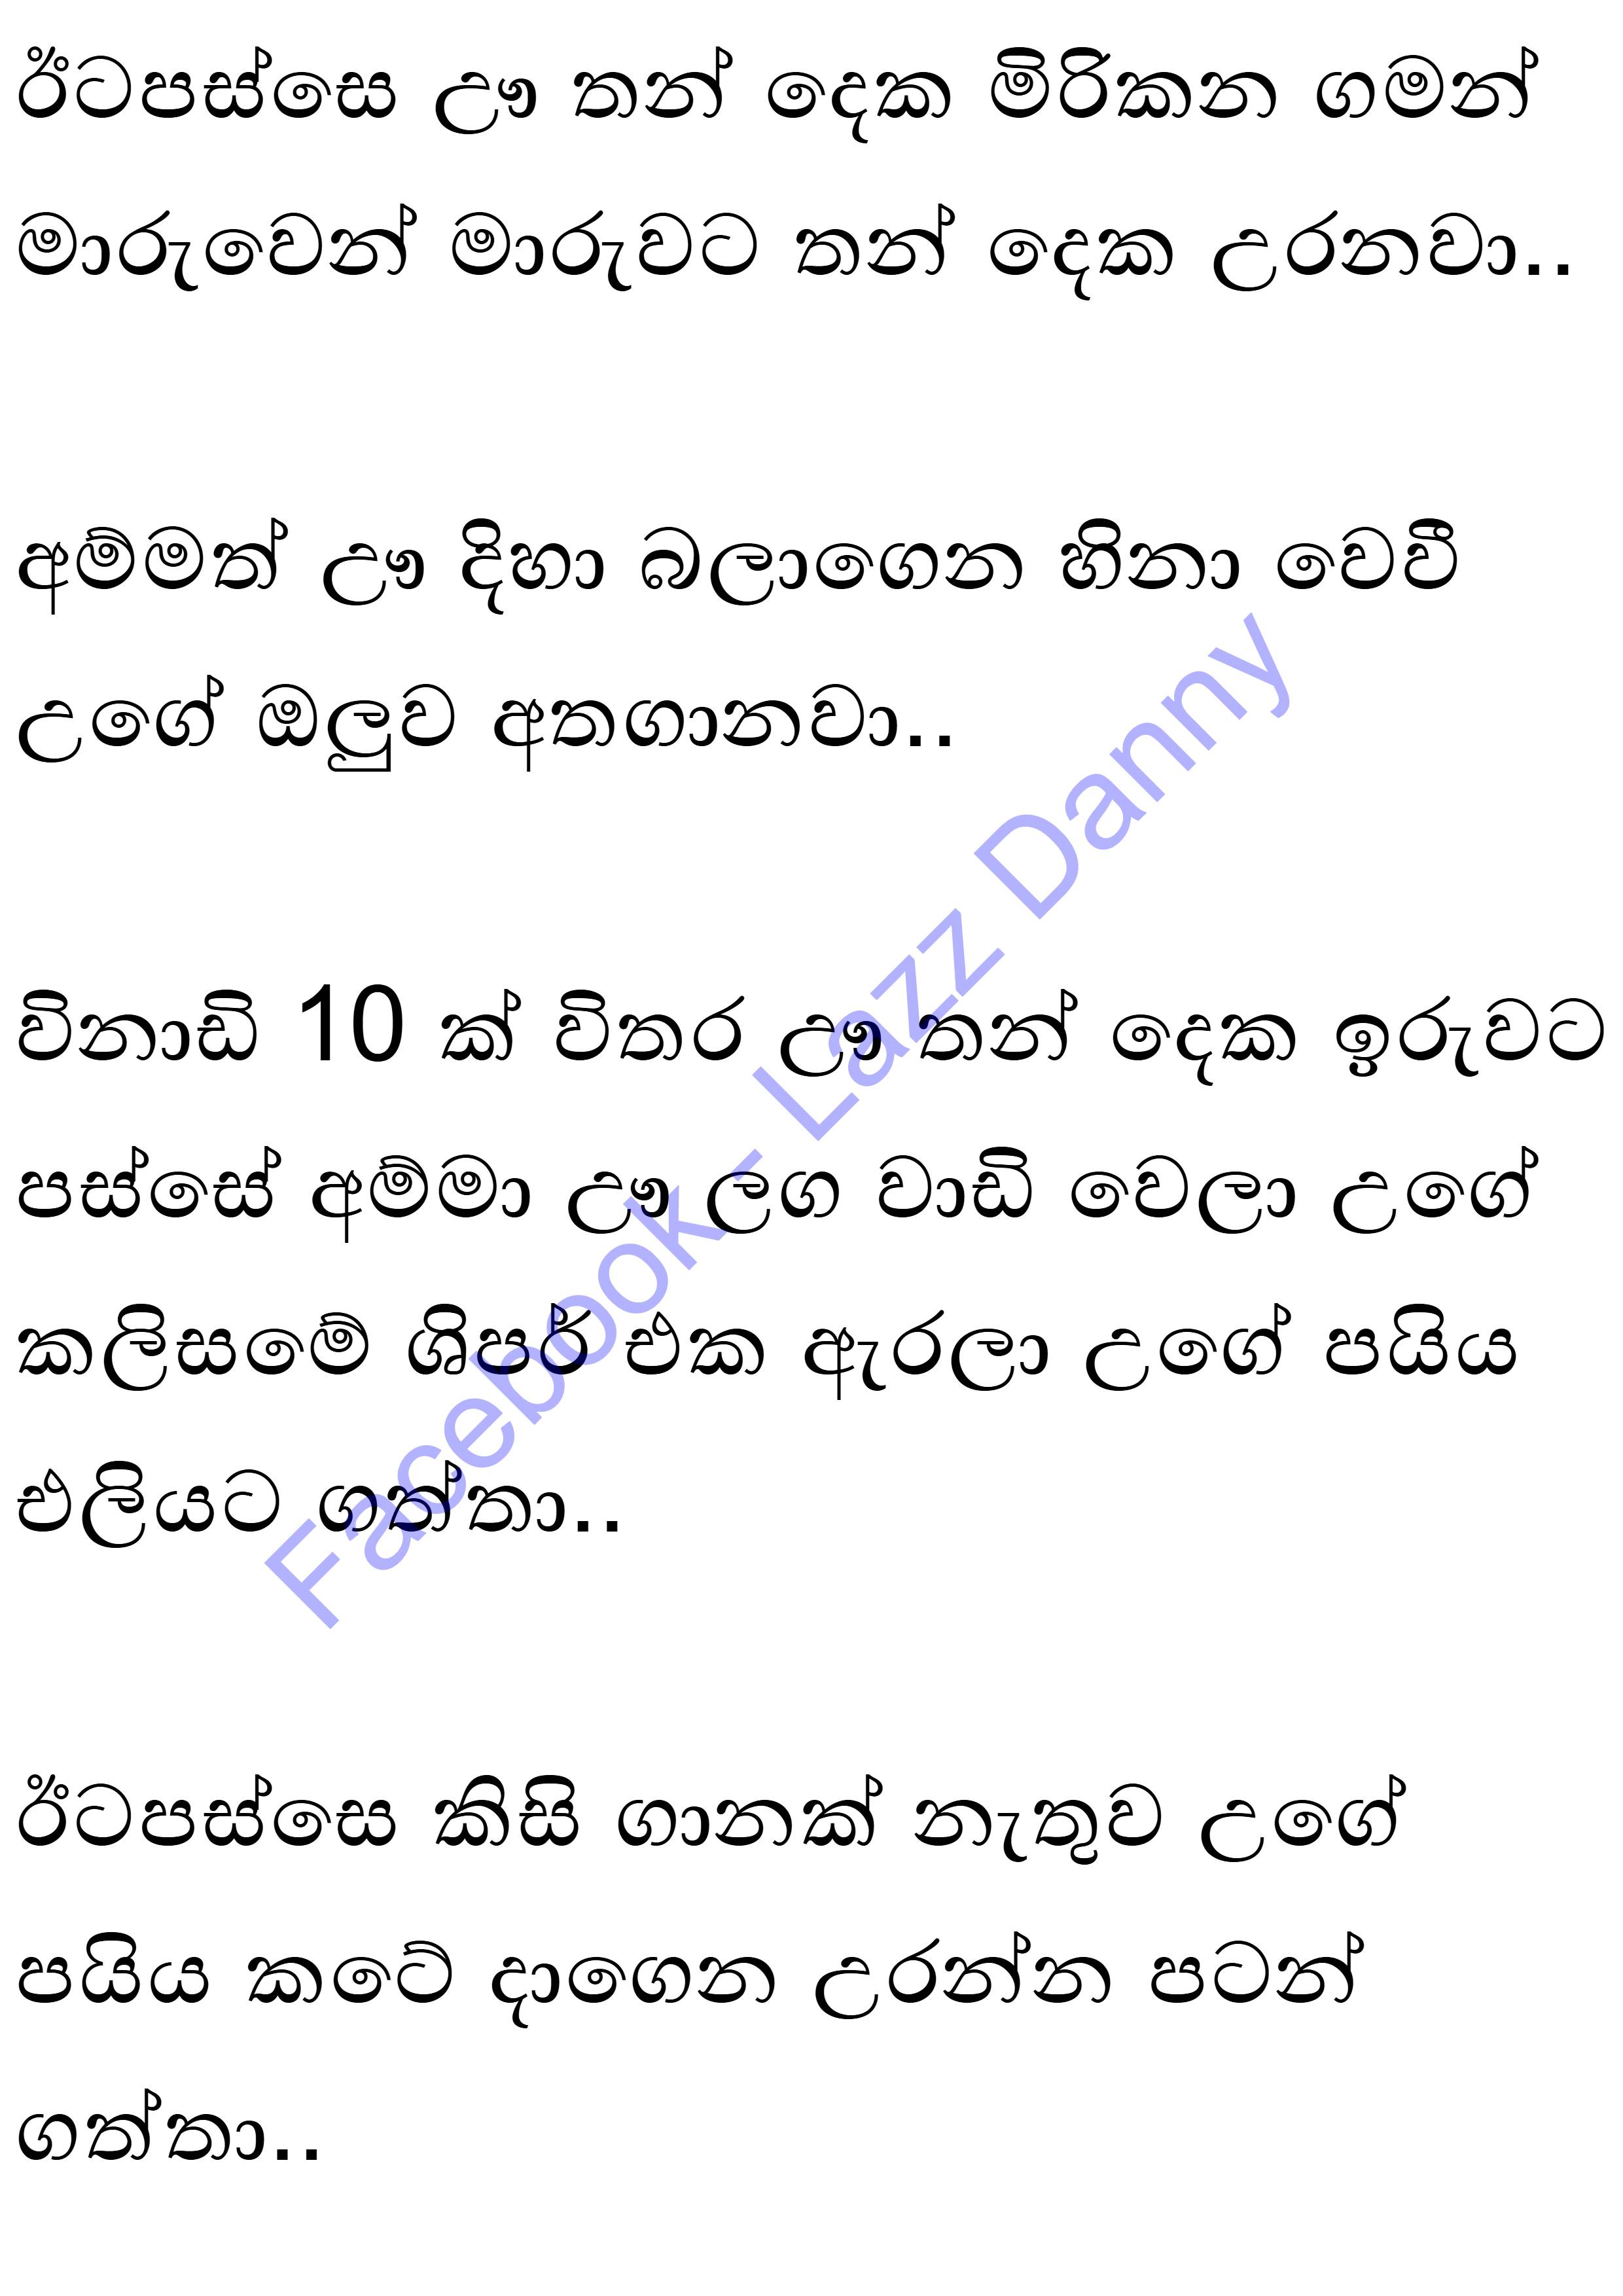 ඊටපස්සෙ ඌ තන් දෙක මිරිකන ගමන්
මාරුවෙන් මාරුවට තන් දෙක උරනවා..
අම්මත් ඌ දිහා බලාගෙන හිනා වෙවී
උගේ ඔලුව අතගානවා..
විනාඩි 10 ක් විතර ඌ තන් දෙක ඉරුවට
පස්සේ අම්මා ඌ ලග වාඩි වෙලා උගේ
කලිසමේ ශිපර් එක ඇරලා උගේ පයිය
එලියට ගත්තා..
ඊටපස්සෙ කිසි ගානක් නැතුව උගේ
පයිය කටේ දාගෙන උරන්න පටන්
ගත්තා..
Facebook - Lazz Danny